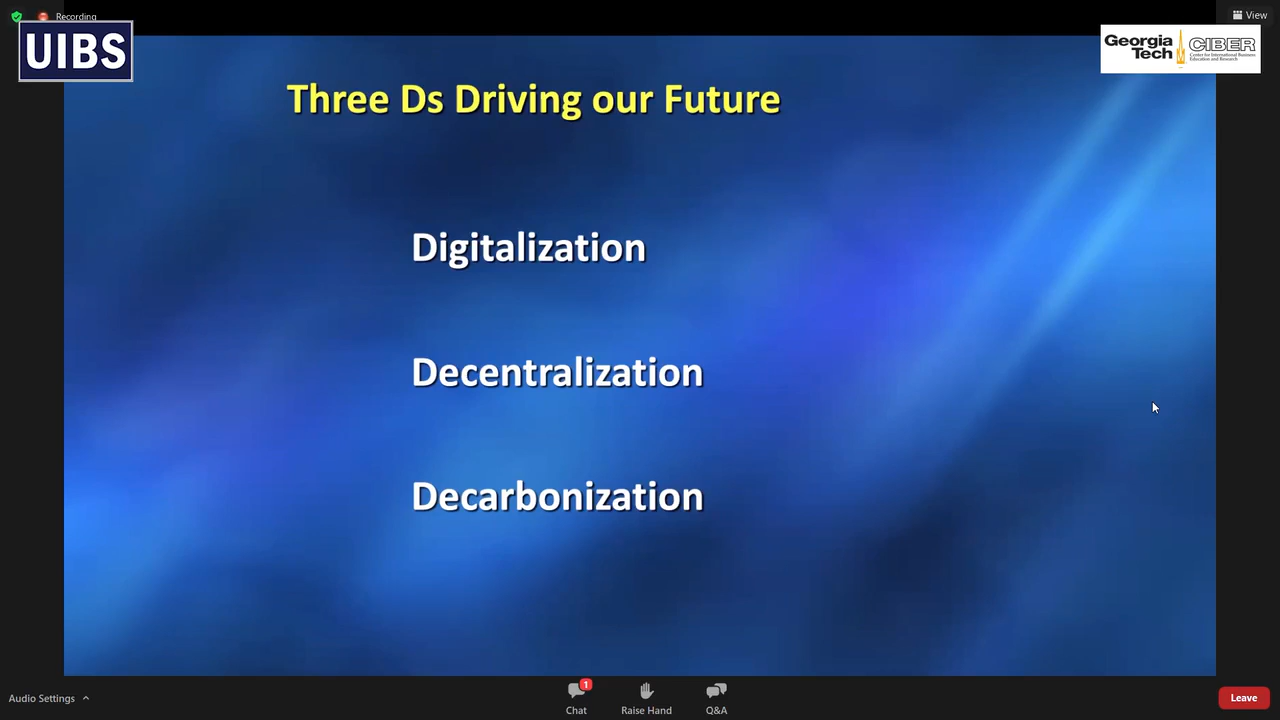 Recording
View
UIBS
Georgia
Tech
CIBER
Center for International Business
Education and Research
Three Ds Driving our Future
Digitalization
Decentralization
Decarbonization
Audio Settings
1
Chat
Raise Hand
Q&A
Leave